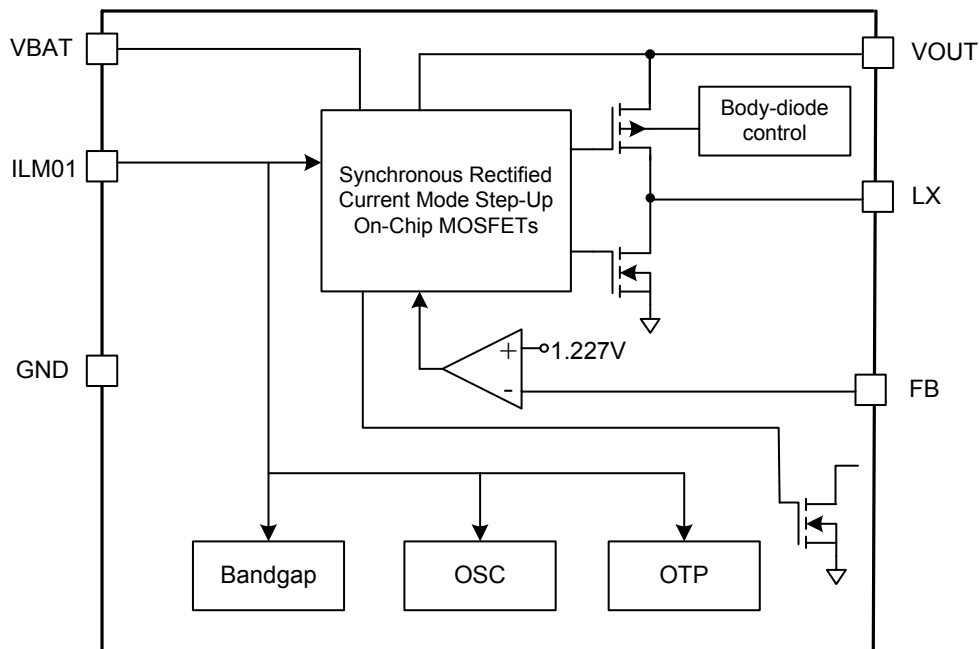 VBAT
VOUT
Body-diode
control
ILM01
Synchronous Rectified
Current Mode Step-Up
On-Chip MOSFETs
LX
GND
+
1.227V
-
FB
Bandgap
OSC
OTP